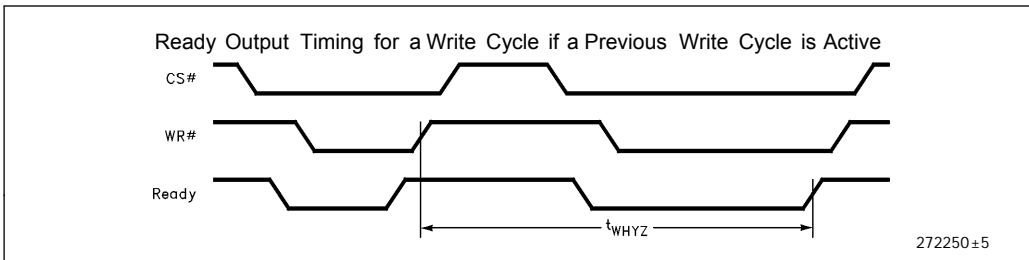 Ready Output Timing for a Write Cycle if a Previous Write Cycle is Active
CS#
WR#
Ready
tWHYZ
272250±5